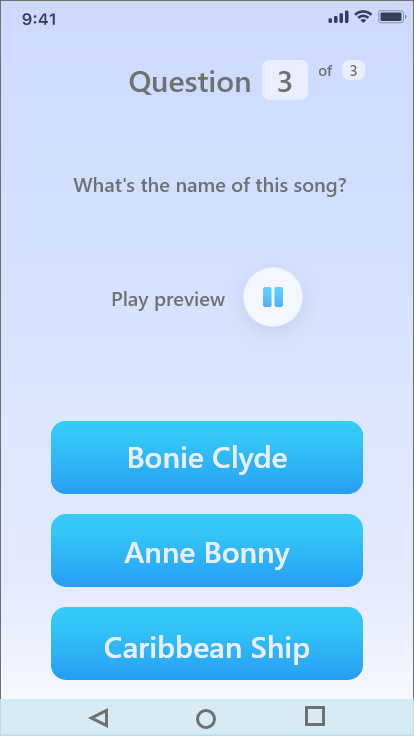 9:41
Question 3 of 3
What's the name of this song?
Play preview
Bonie Clyde
Anne Bonny
Caribbean Ship